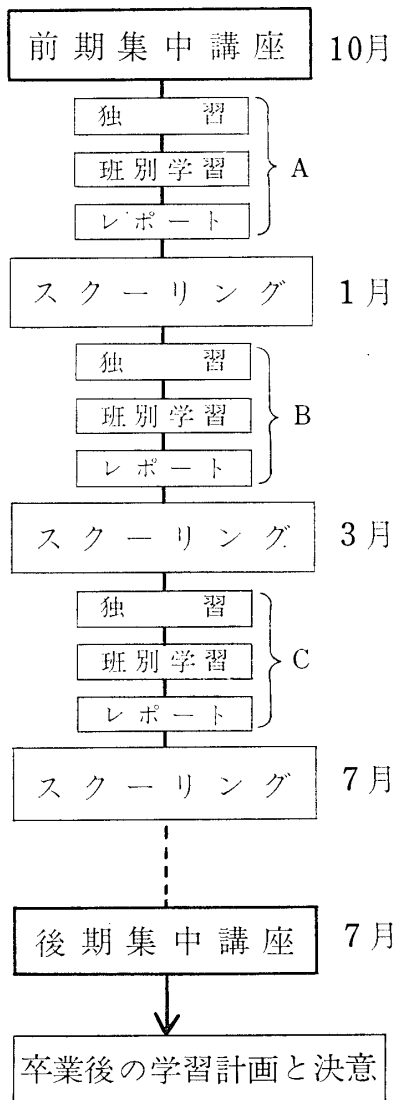 前期集中講座 10月
独習
班別学習 A
レポート
スクーリング 1月
独習
班別学習 B
レポート
スクーリング 3月
独習
班別学習 C
レポート
スクーリング 7月
後期集中講座 7月
卒業後の学習計画と決意